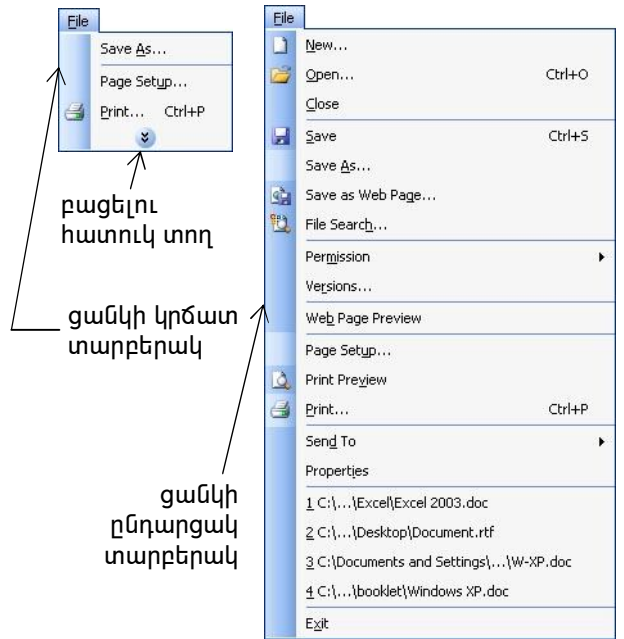 File
Save As...
Page Setup...
Print... Ctrl+P
բացելու
հատուկ տող
ցանկի կրճատ
տարբերակ
ցանկի
ընդարցակ
տարբերակ
File
New...
Open... Ctrl+O
Close
Save Ctrl+S
Save As...
Save as Web Page...
File Search...
Permission
Versions...
Web Page Preview
Page Setup...
Print Preview
Print... Ctrl+P
Send To
Properties
1 C:\...\Excel\Excel 2003.doc
2 C:\...\Desktop\Document.rtf
3 C:\Documents and Settings\...\W-XP.doc
4 C:\...\booklet\Windows XP.doc
Exit